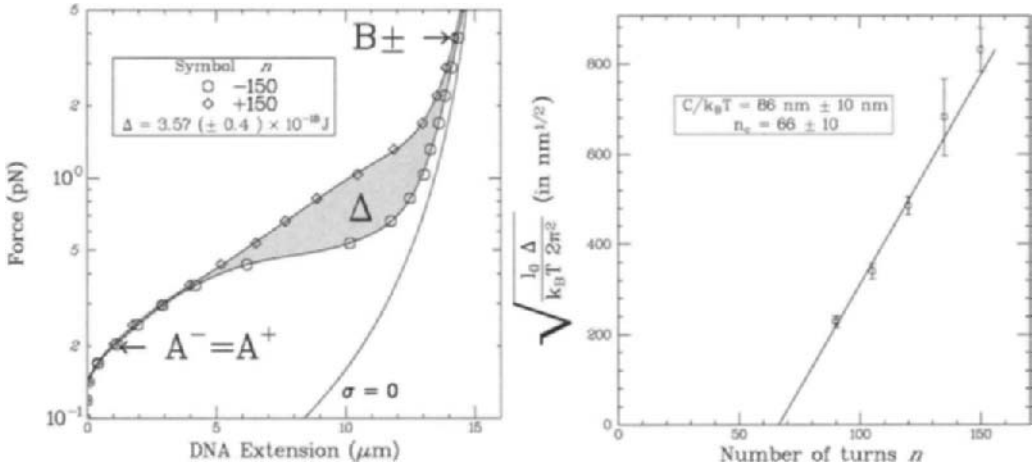 B±
Symbol n
−150
+150
Δ = 3.57 (± 0.4 ) × 10⁻¹⁸J
Force (pN)
5
2
10⁰
5
2
10⁻¹
Δ
A⁻=A⁺
σ = 0
0
5
10
15
DNA Extension (μm)
√ l₀ Δ / k_BT 2π² (in nm^{1/2})
800
600
400
200
0
C/k_BT = 86 nm ± 10 nm
n_c = 66 ± 10
0
50
100
150
Number of turns n